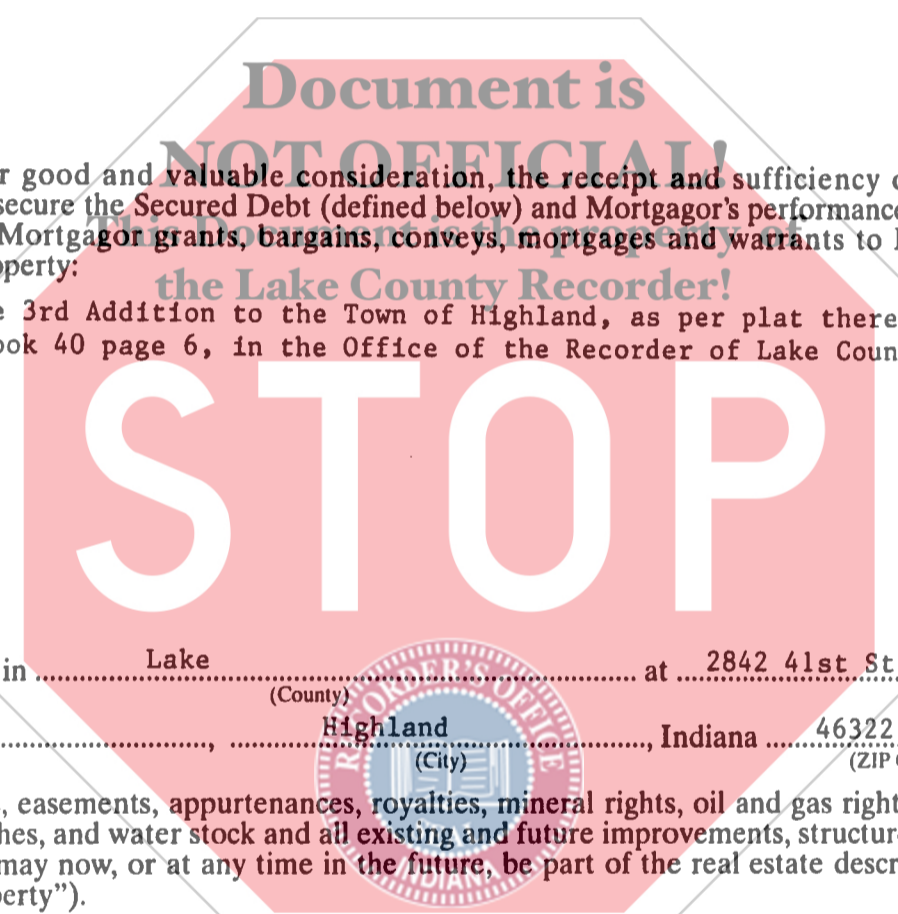 Document is
NOT OFFICIAL!
r good and valuable consideration, the receipt and sufficiency
secure the Secured Debt (defined below) and Mortgagor's performance
This Document is the property of
Mortgagor grants, bargains, conveys, mortgages and warrants to
operty:
the Lake County Recorder!
e 3rd Addition to the Town of Highland, as per plat there
ook 40 page 6, in the Office of the Recorder of Lake Coun
STOP
in Lake at 2842 41st St
(County)
, Highland, Indiana 46322
(City) (ZIP
RECORDER'S OFFICE
, easements, appurtenances, royalties, mineral rights, oil and gas right
hes, and water stock and all existing and future improvements, structur
may now, or at any time in the future, be part of the real estate descr
erty").
INDIANA